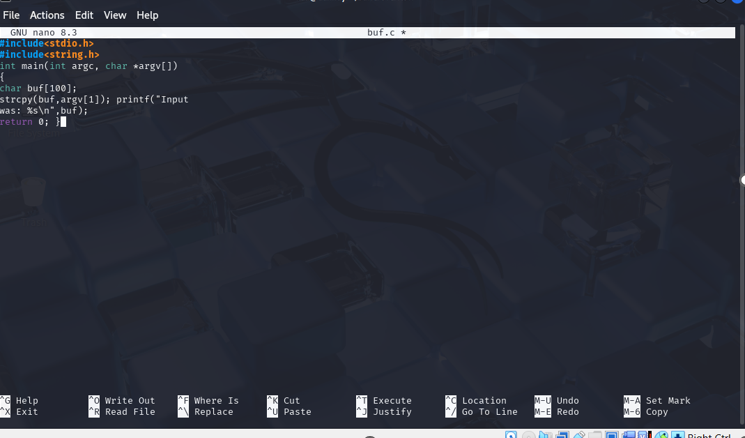 File Actions Edit View Help
GNU nano 8.3 buf.c *
#include<stdio.h>
#include<string.h>
int main(int argc, char *argv[])
{
char buf[100];
strcpy(buf,argv[1]); printf("Input
was: %s\n",buf);
return 0; }
^G Help ^O Write Out ^F Where Is ^K Cut ^T Execute ^C Location M-U Undo M-A Set Mark
^X Exit ^R Read File ^\ Replace ^U Paste ^J Justify ^/ Go To Line M-E Redo M-6 Copy
Right Ctrl